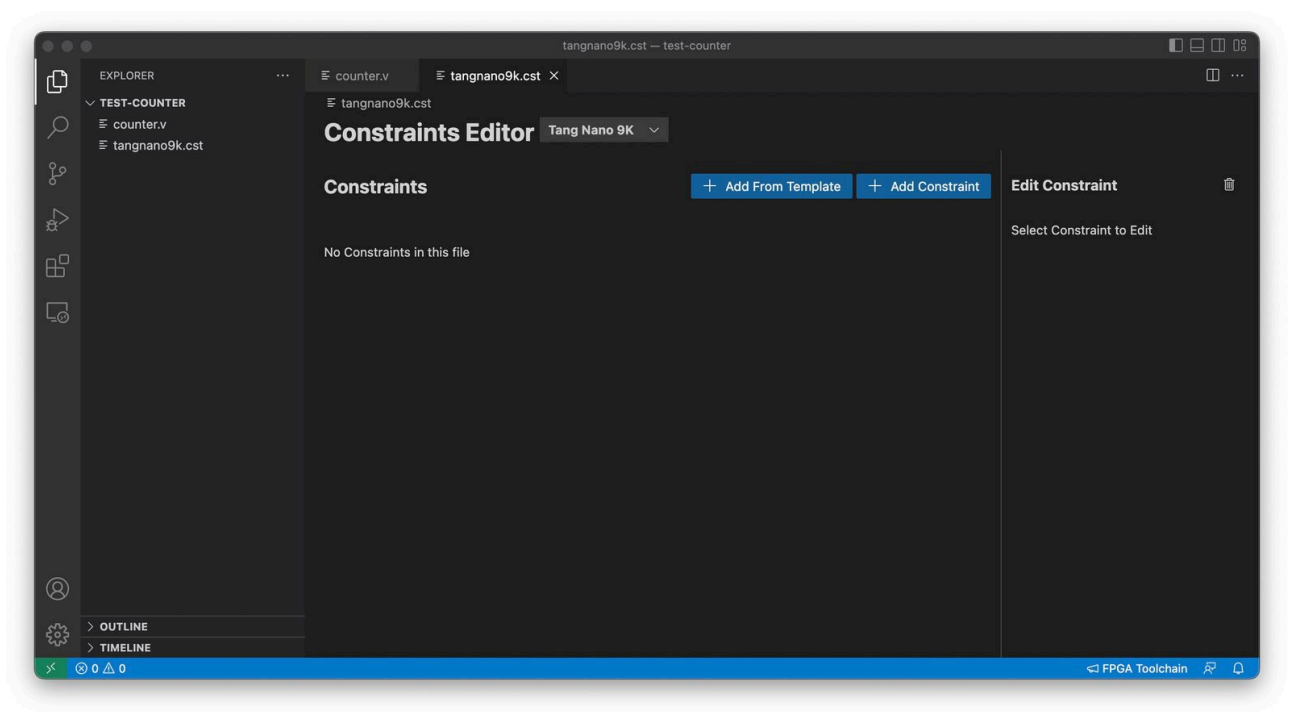 tangnano9k.cst — test-counter
EXPLORER
counter.v
tangnano9k.cst
TEST-COUNTER
counter.v
tangnano9k.cst
tangnano9k.cst
Constraints Editor
Tang Nano 9K
Constraints
+ Add From Template
+ Add Constraint
Edit Constraint
Select Constraint to Edit
No Constraints in this file
OUTLINE
TIMELINE
0 0
FPGA Toolchain